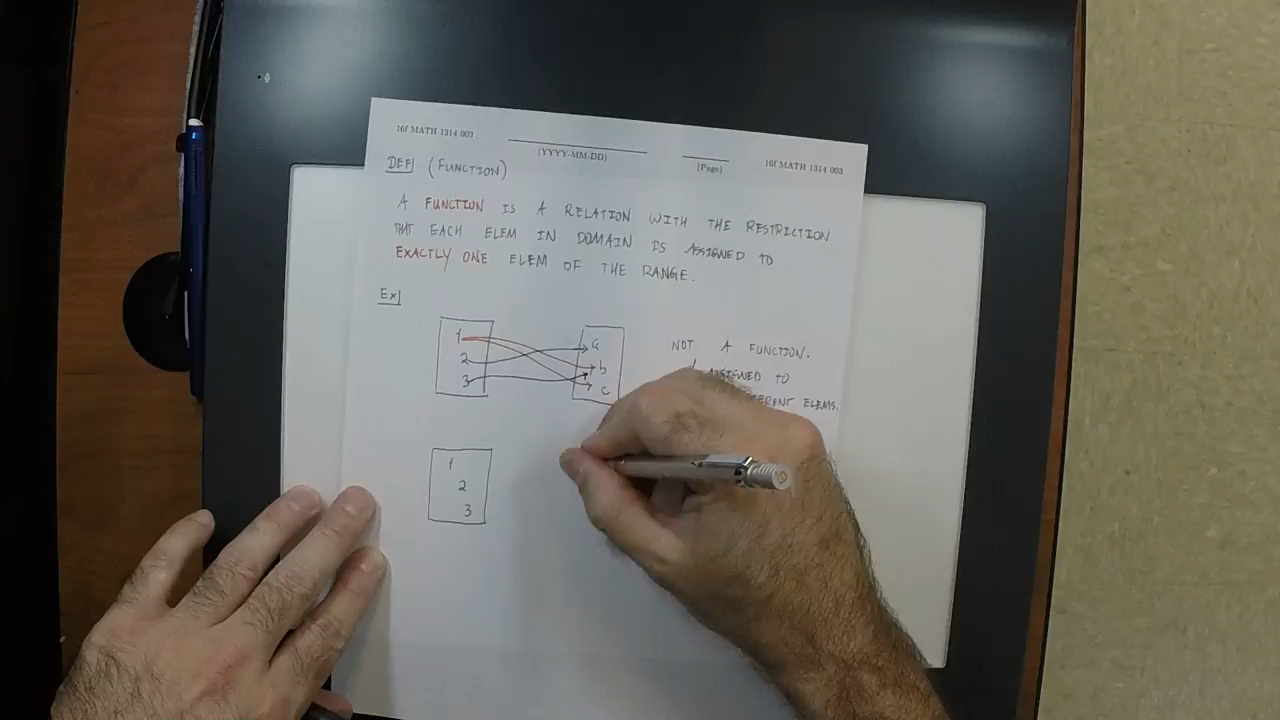 16f MATH 1314 003
(YYYY-MM-DD)
(Page)
16f MATH 1314 003
DEF (FUNCTION)
A FUNCTION IS A RELATION WITH THE RESTRICTION
THAT EACH ELEM IN DOMAIN IS ASSIGNED TO
EXACTLY ONE ELEM OF THE RANGE.
Ex
1
2
3
a
b
c
NOT A FUNCTION.
ASSIGNED TO
ELEMS.
1
2
3